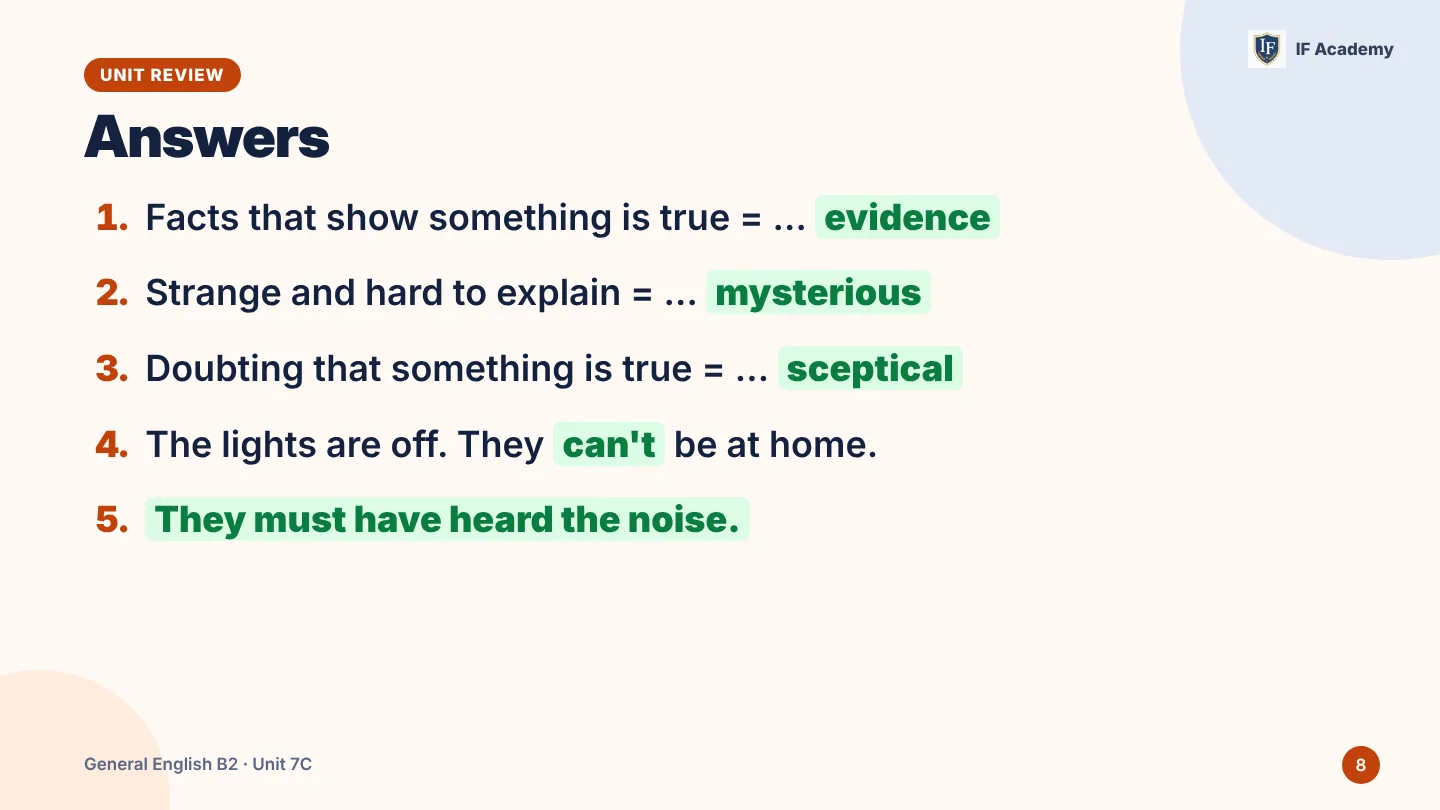 IF Academy
UNIT REVIEW
Answers
1. Facts that show something is true = ... evidence
2. Strange and hard to explain = ... mysterious
3. Doubting that something is true = ... sceptical
4. The lights are off. They can't be at home.
5. They must have heard the noise.
General English B2 · Unit 7C
8